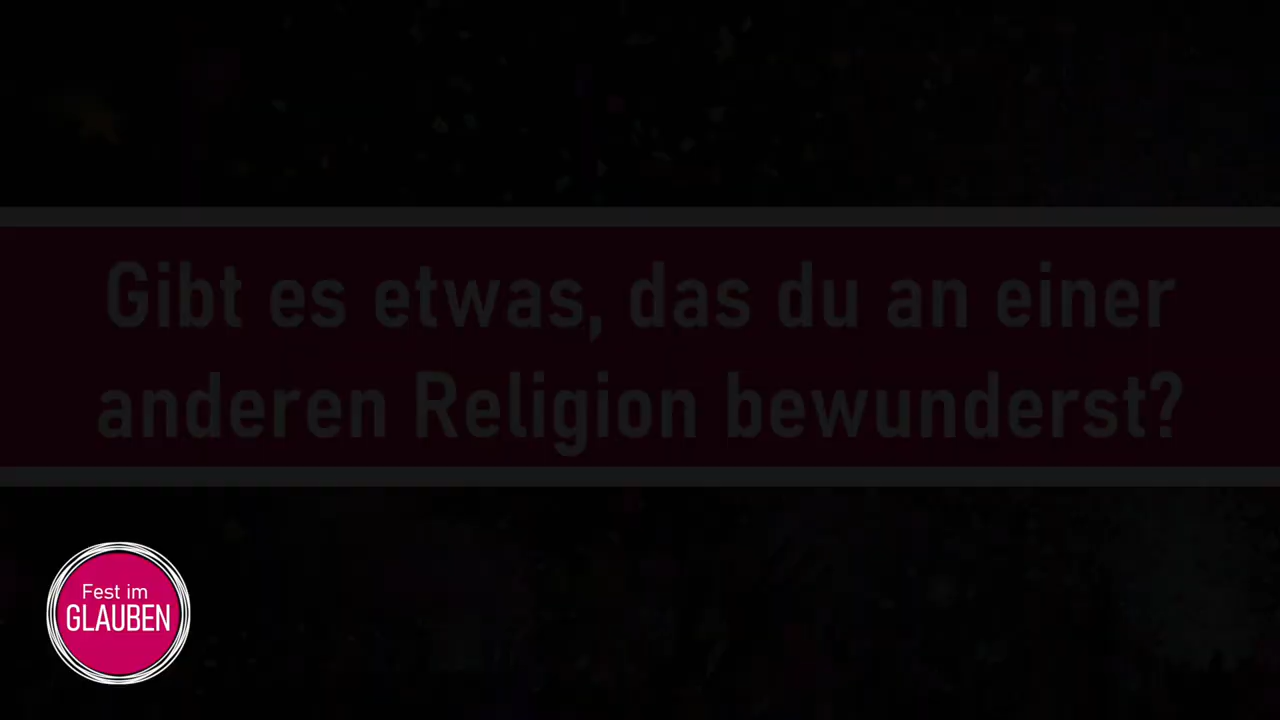 Gibt es etwas, das du an einer
anderen Religion bewunderst?
Fest im
GLAUBEN